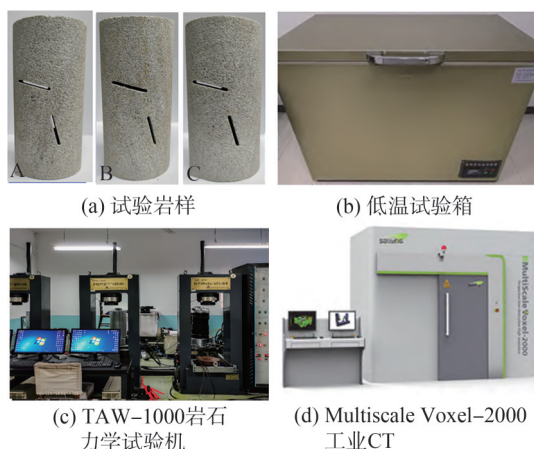 A
B
C
(a) 试验岩样
(b) 低温试验箱
MultiScale Voxel-2000
(c) TAW–1000岩石
力学试验机
(d) Multiscale Voxel–2000
工业CT